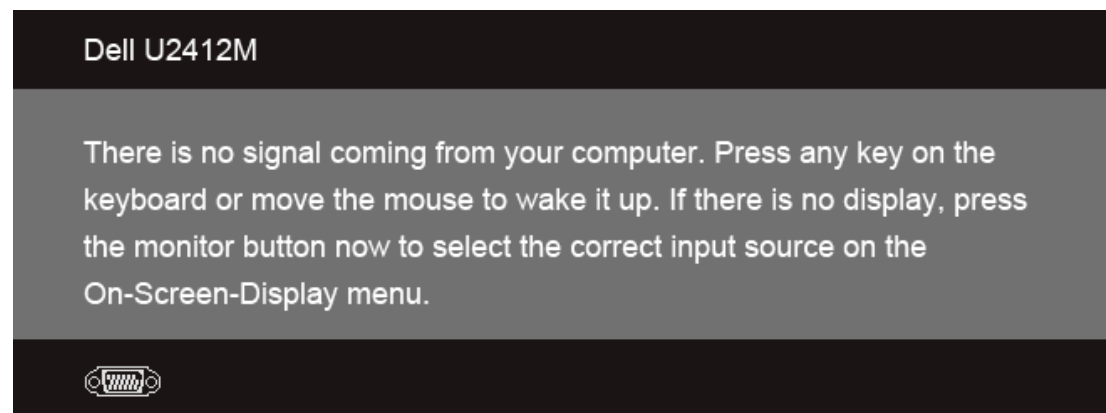 Dell U2412M
There is no signal coming from your computer. Press any key on the
keyboard or move the mouse to wake it up. If there is no display, press
the monitor button now to select the correct input source on the
On-Screen-Display menu.